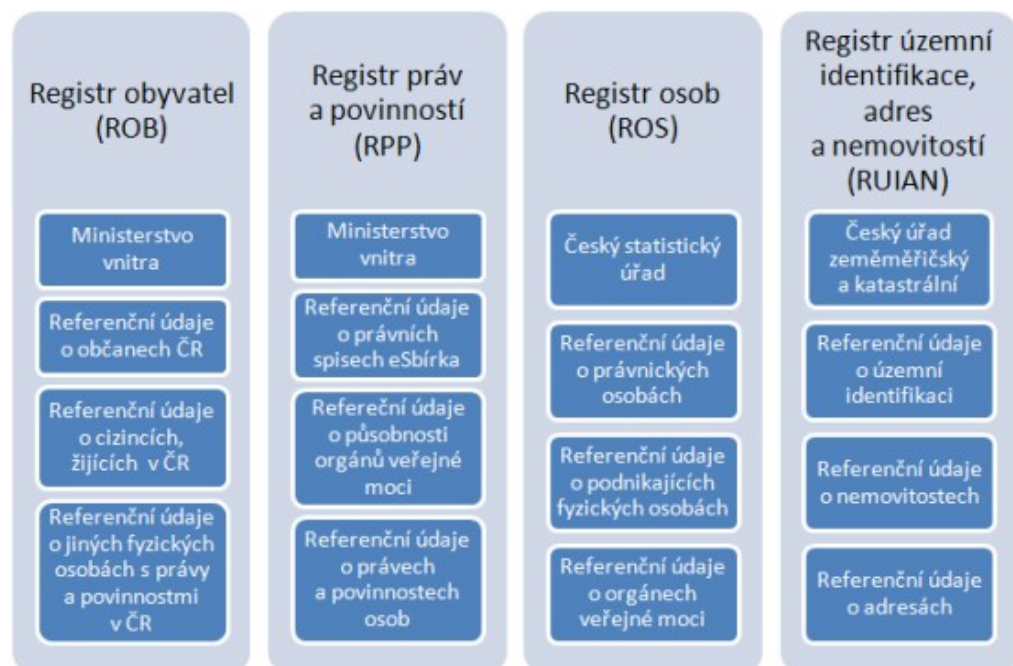 Registr obyvatel
(ROB)
Ministerstvo
vnitra
Referenční údaje
o občanech ČR
Referenční údaje
o cizincích,
žijících v ČR
Referenční údaje
o jiných fyzických
osobách s právy
a povinnostmi
v ČR
Registr práv
a povinností
(RPP)
Ministerstvo
vnitra
Referenční údaje
o právních
spisech eSbírka
Refereční údaje
o působnosti
orgánů veřejné
moci
Referenční údaje
o právech
a povinnostech
osob
Registr osob
(ROS)
Český statistický
úřad
Referenční údaje
o právnických
osobách
Referenční údaje
o podnikajících
fyzických osobách
Referenční údaje
o orgánech
veřejné moci
Registr územní
identifikace,
adres
a nemovitostí
(RUIAN)
Český úřad
zeměměřičský
a katastrální
Referenční údaje
o územní
identifikaci
Referenční údaje
o nemovitostech
Referenční údaje
o adresách